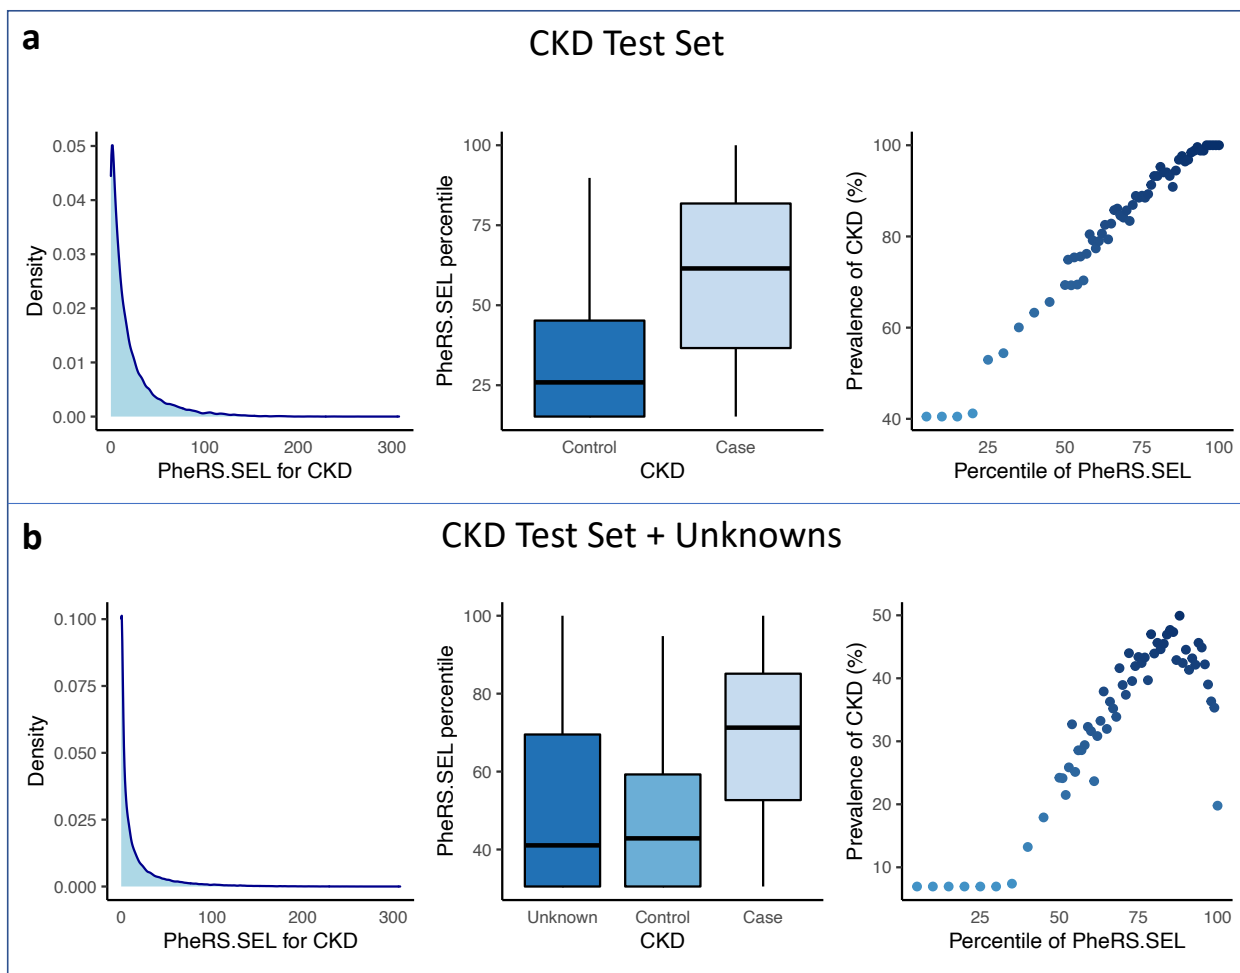 a
CKD Test Set
0.05
0.04
0.03
0.02
0.01
0.00
Density
0 100 200 300
PheRS.SEL for CKD
100
75
50
25
PheRS.SEL percentile
Control Case
CKD
100
80
60
40
Prevalence of CKD (%)
25 50 75 100
Percentile of PheRS.SEL
b
CKD Test Set + Unknowns
0.100
0.075
0.050
0.025
0.000
Density
0 100 200 300
PheRS.SEL for CKD
100
80
60
40
PheRS.SEL percentile
Unknown Control Case
CKD
50
40
30
20
10
Prevalence of CKD (%)
25 50 75 100
Percentile of PheRS.SEL